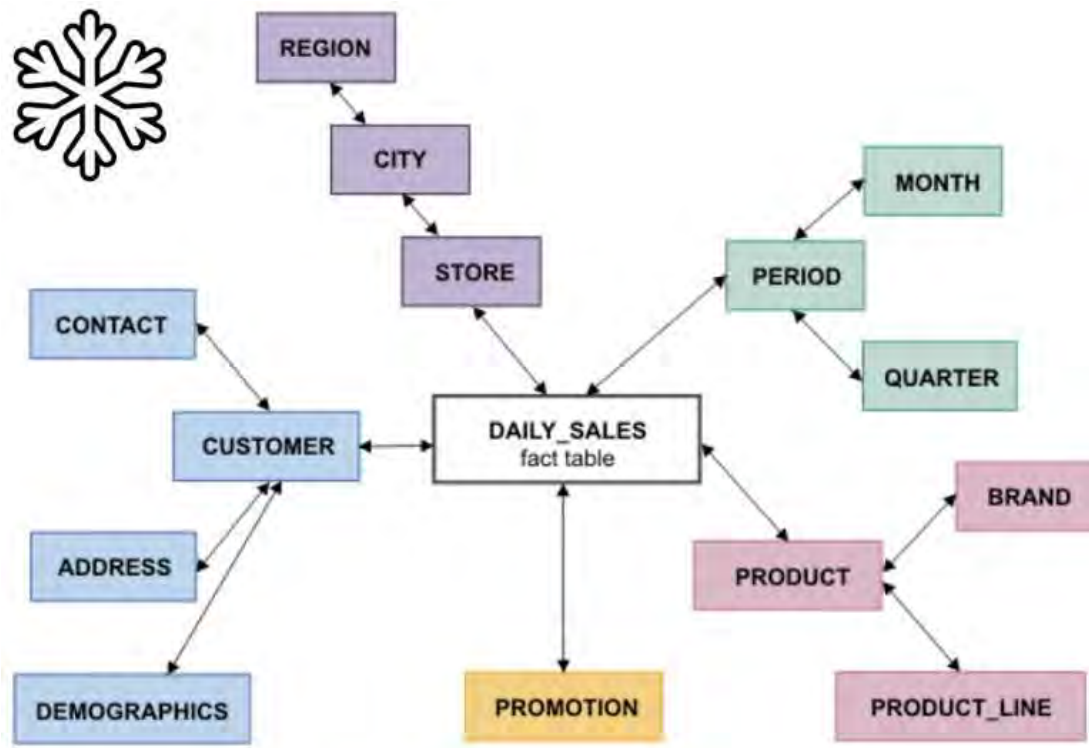 REGION
CITY
STORE
MONTH
PERIOD
QUARTER
CONTACT
CUSTOMER
ADDRESS
DEMOGRAPHICS
DAILY_SALES
fact table
PROMOTION
PRODUCT
BRAND
PRODUCT_LINE